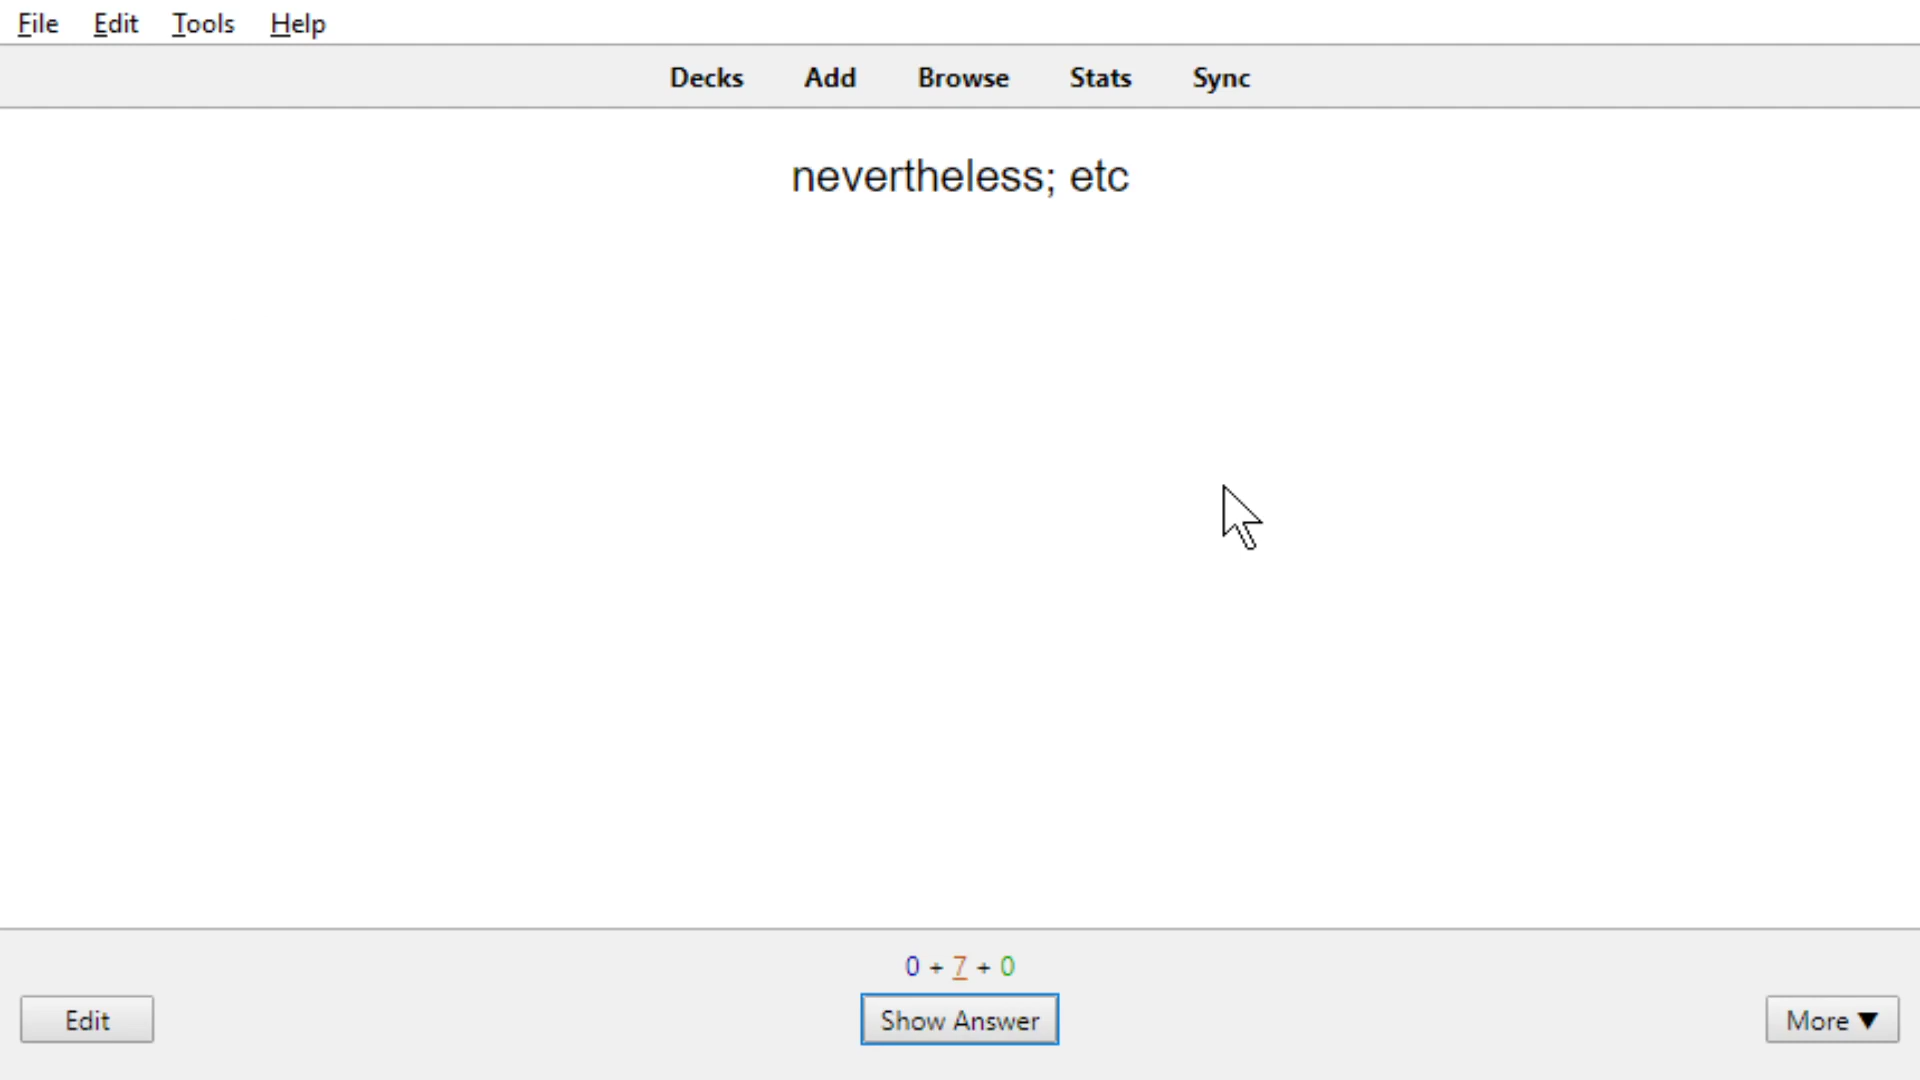 File Edit Tools Help
Decks Add Browse Stats Sync
nevertheless; etc
0 + 7 + 0
Edit Show Answer More ▼